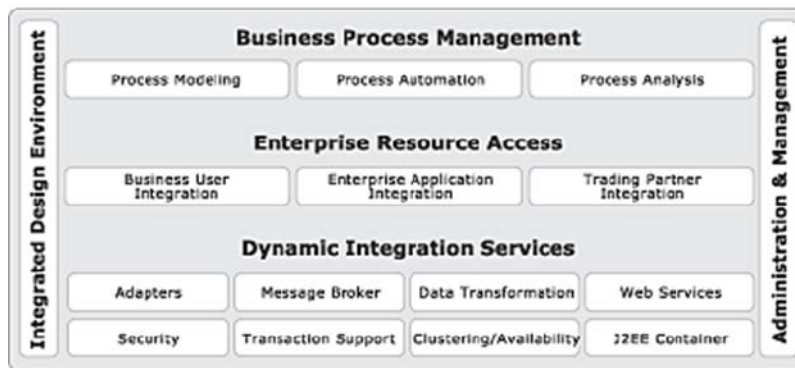 Integrated Design Environment
Business Process Management
Process Modeling
Process Automation
Process Analysis
Enterprise Resource Access
Business User
Integration
Enterprise Application
Integration
Trading Partner
Integration
Dynamic Integration Services
Adapters
Message Broker
Data Transformation
Web Services
Security
Transaction Support
Clustering/Availability
J2EE Container
Administration & Management